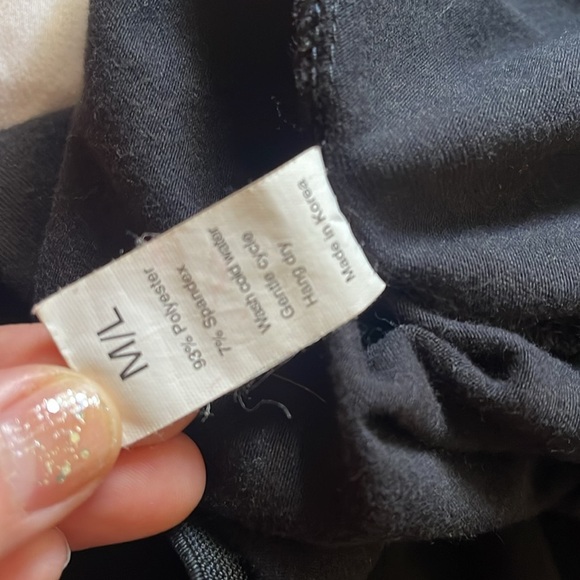 M/L
93% Polyester
7% Spandex
Wash cold water
Gentle cycle
Hang dry
Made in Korea